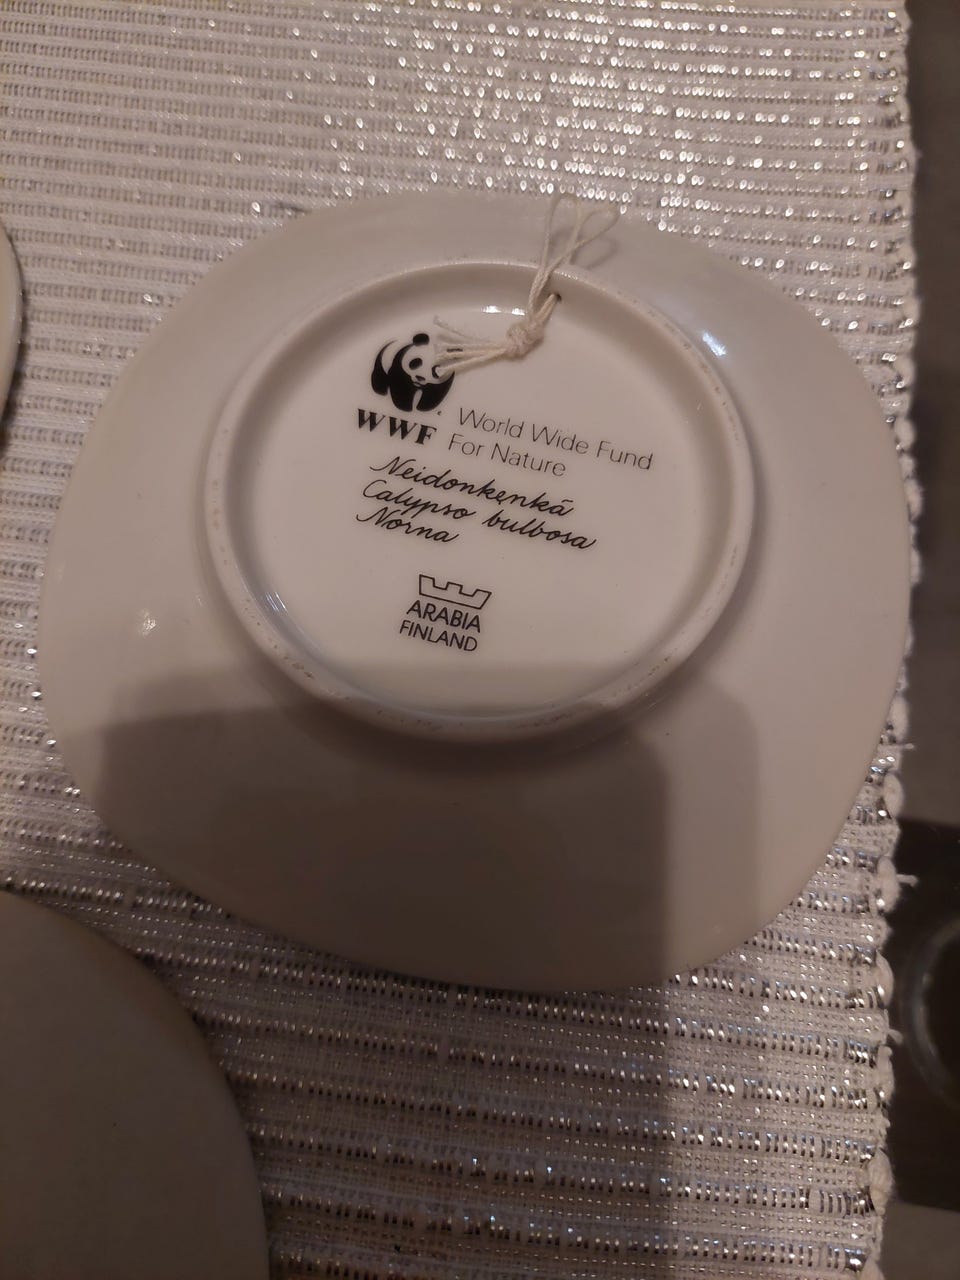 WWF
World Wide Fund
For Nature
Neidonkenkä
Calypso bulbosa
Norna
ARABIA
FINLAND